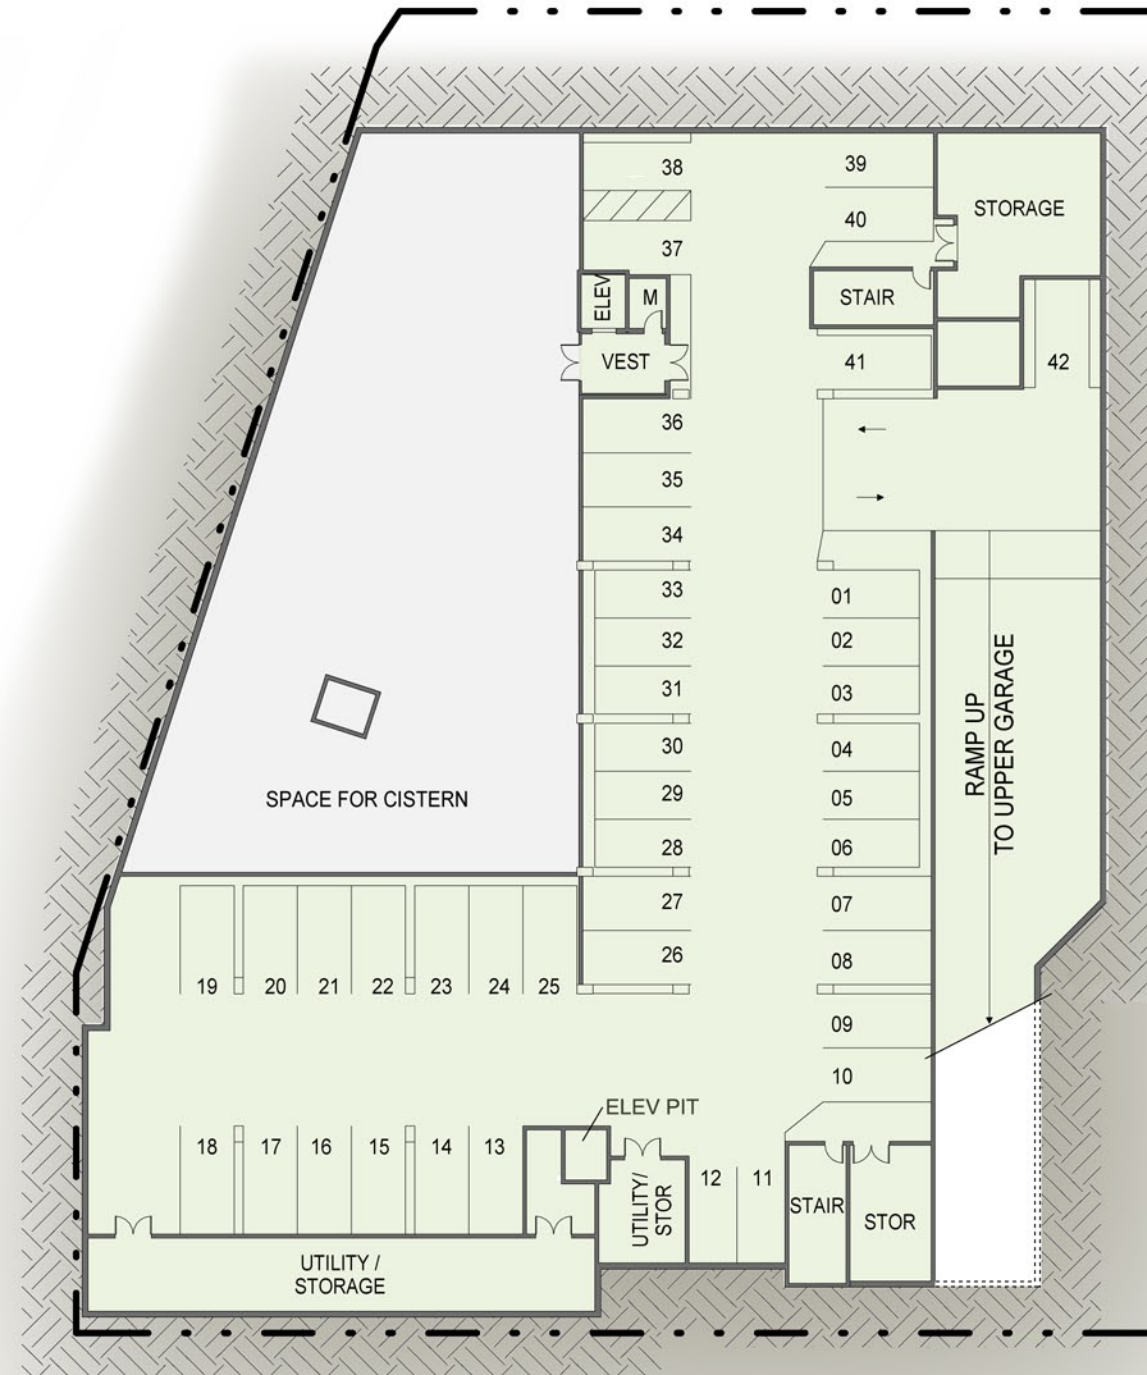 38
39
STORAGE
40
37
ELEV
M
STAIR
VEST
41
42
36
35
34
33
01
32
02
31
03
RAMP UP
TO UPPER GARAGE
30
04
29
05
SPACE FOR CISTERN
28
06
27
07
26
08
19
20
21
22
23
24
25
09
10
ELEV PIT
18
17
16
15
14
13
12
11
UTILITY/
STOR
STAIR
STOR
UTILITY /
STORAGE